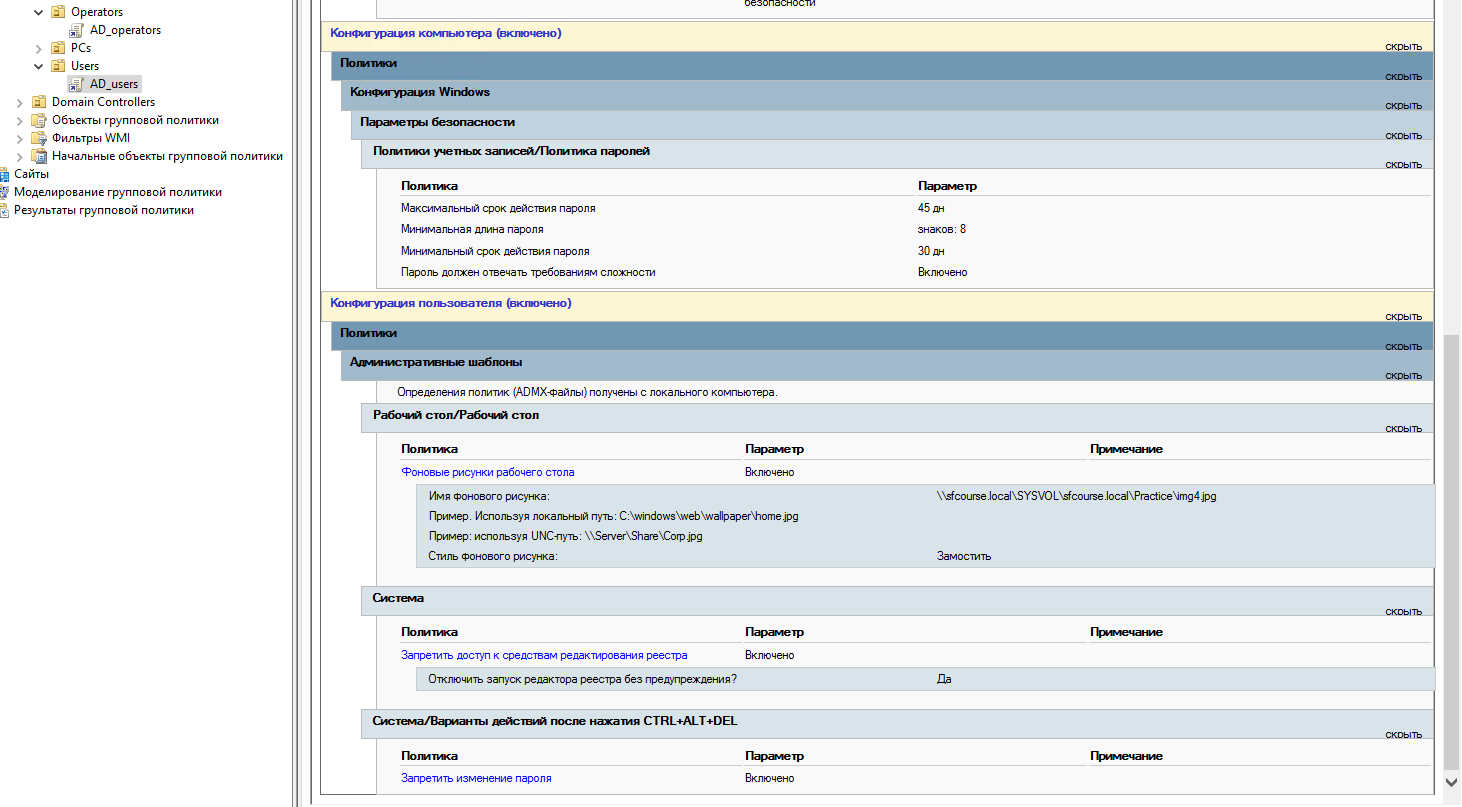 Operators
AD_operators
PCs
Users
AD_users
Domain Controllers
Объекты групповой политики
Фильтры WMI
Начальные объекты групповой политики
Сайты
Моделирование групповой политики
Результаты групповой политики
безопасности
Конфигурация компьютера (включено)
скрыть
Политики
скрыть
Конфигурация Windows
скрыть
Параметры безопасности
скрыть
Политики учетных записей/Политика паролей
скрыть
Политика Параметр
Максимальный срок действия пароля 45 дн
Минимальная длина пароля знаков: 8
Минимальный срок действия пароля 30 дн
Пароль должен отвечать требованиям сложности Включено
Конфигурация пользователя (включено)
скрыть
Политики
скрыть
Административные шаблоны
скрыть
Определения политик (ADMX-файлы) получены с локального компьютера.
Рабочий стол/Рабочий стол
скрыть
Политика Параметр Примечание
Фоновые рисунки рабочего стола Включено
Имя фонового рисунка: \\sfcourse.local\SYSVOL\sfcourse.local\Practice\img4.jpg
Пример. Используя локальный путь: C:\windows\web\wallpaper\home.jpg
Пример: используя UNC-путь: \\Server\Share\Corp.jpg
Стиль фонового рисунка: Замостить
Система
скрыть
Политика Параметр Примечание
Запретить доступ к средствам редактирования реестра Включено
Отключить запуск редактора реестра без предупреждения? Да
Система/Варианты действий после нажатия CTRL+ALT+DEL
скрыть
Политика Параметр Примечание
Запретить изменение пароля Включено